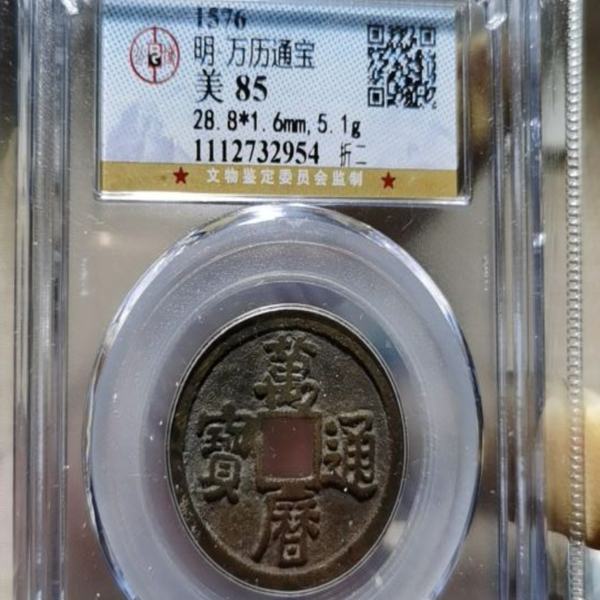 1576
明 万历通宝
美 85
28.8*1.6mm,5.1g
1112732954 折二
文物鉴定委员会监制
萬曆通寶